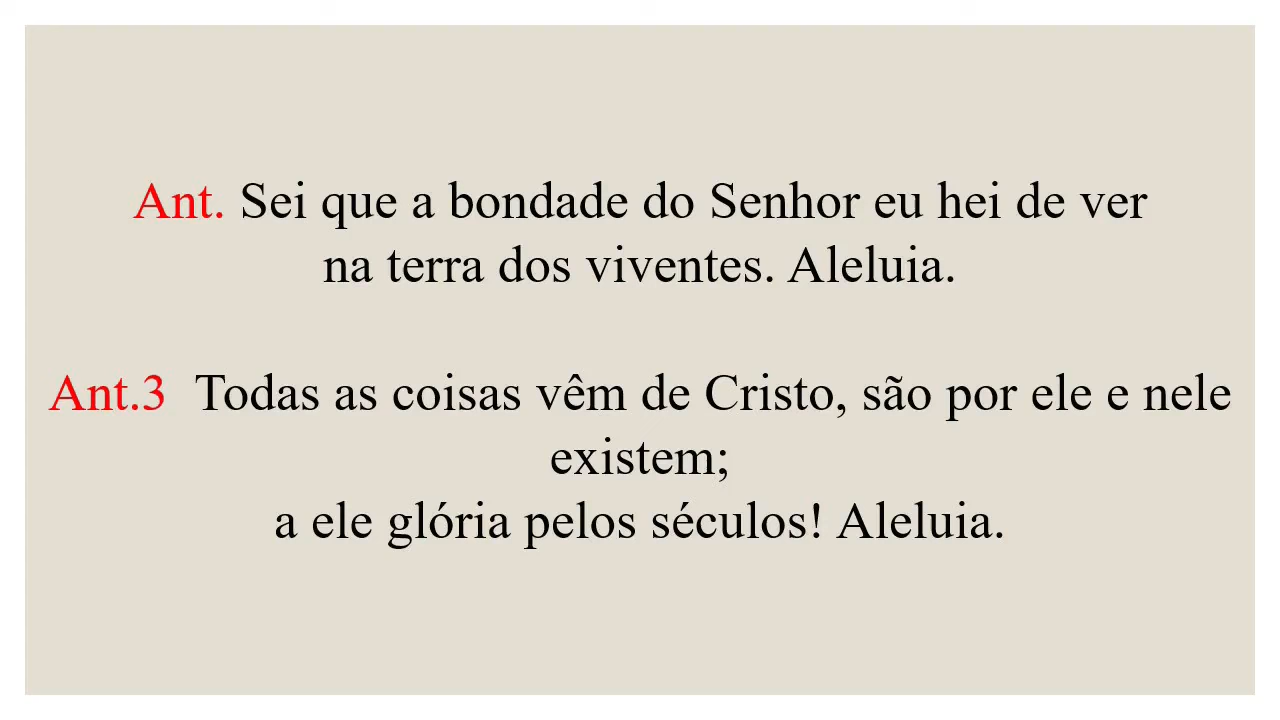 Ant. Sei que a bondade do Senhor eu hei de ver
na terra dos viventes. Aleluia.
Ant.3  Todas as coisas vêm de Cristo, são por ele e nele
existem;
a ele glória pelos séculos! Aleluia.